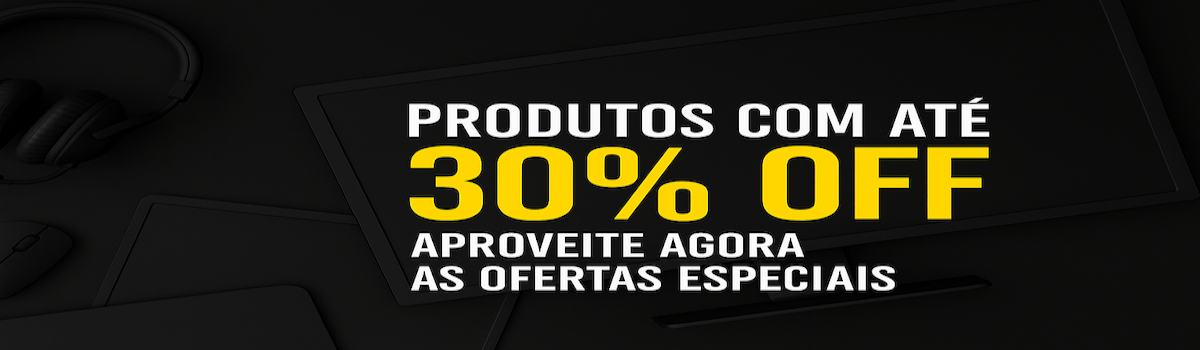 PRODUTOS COM ATÉ
30% OFF
APROVEITE AGORA
AS OFERTAS ESPECIAIS